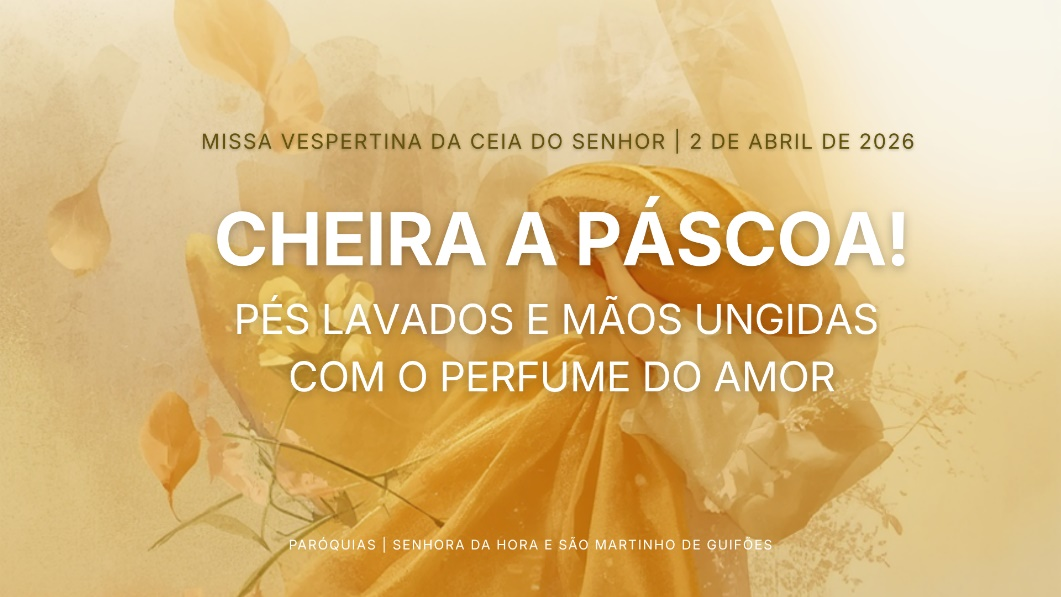 MISSA VESPERTINA DA CEIA DO SENHOR | 2 DE ABRIL DE 2026
CHEIRA A PÁSCOA!
PÉS LAVADOS E MÃOS UNGIDAS
COM O PERFUME DO AMOR
PARÓQUIAS | SENHORA DA HORA E SÃO MARTINHO DE GUIFÕES